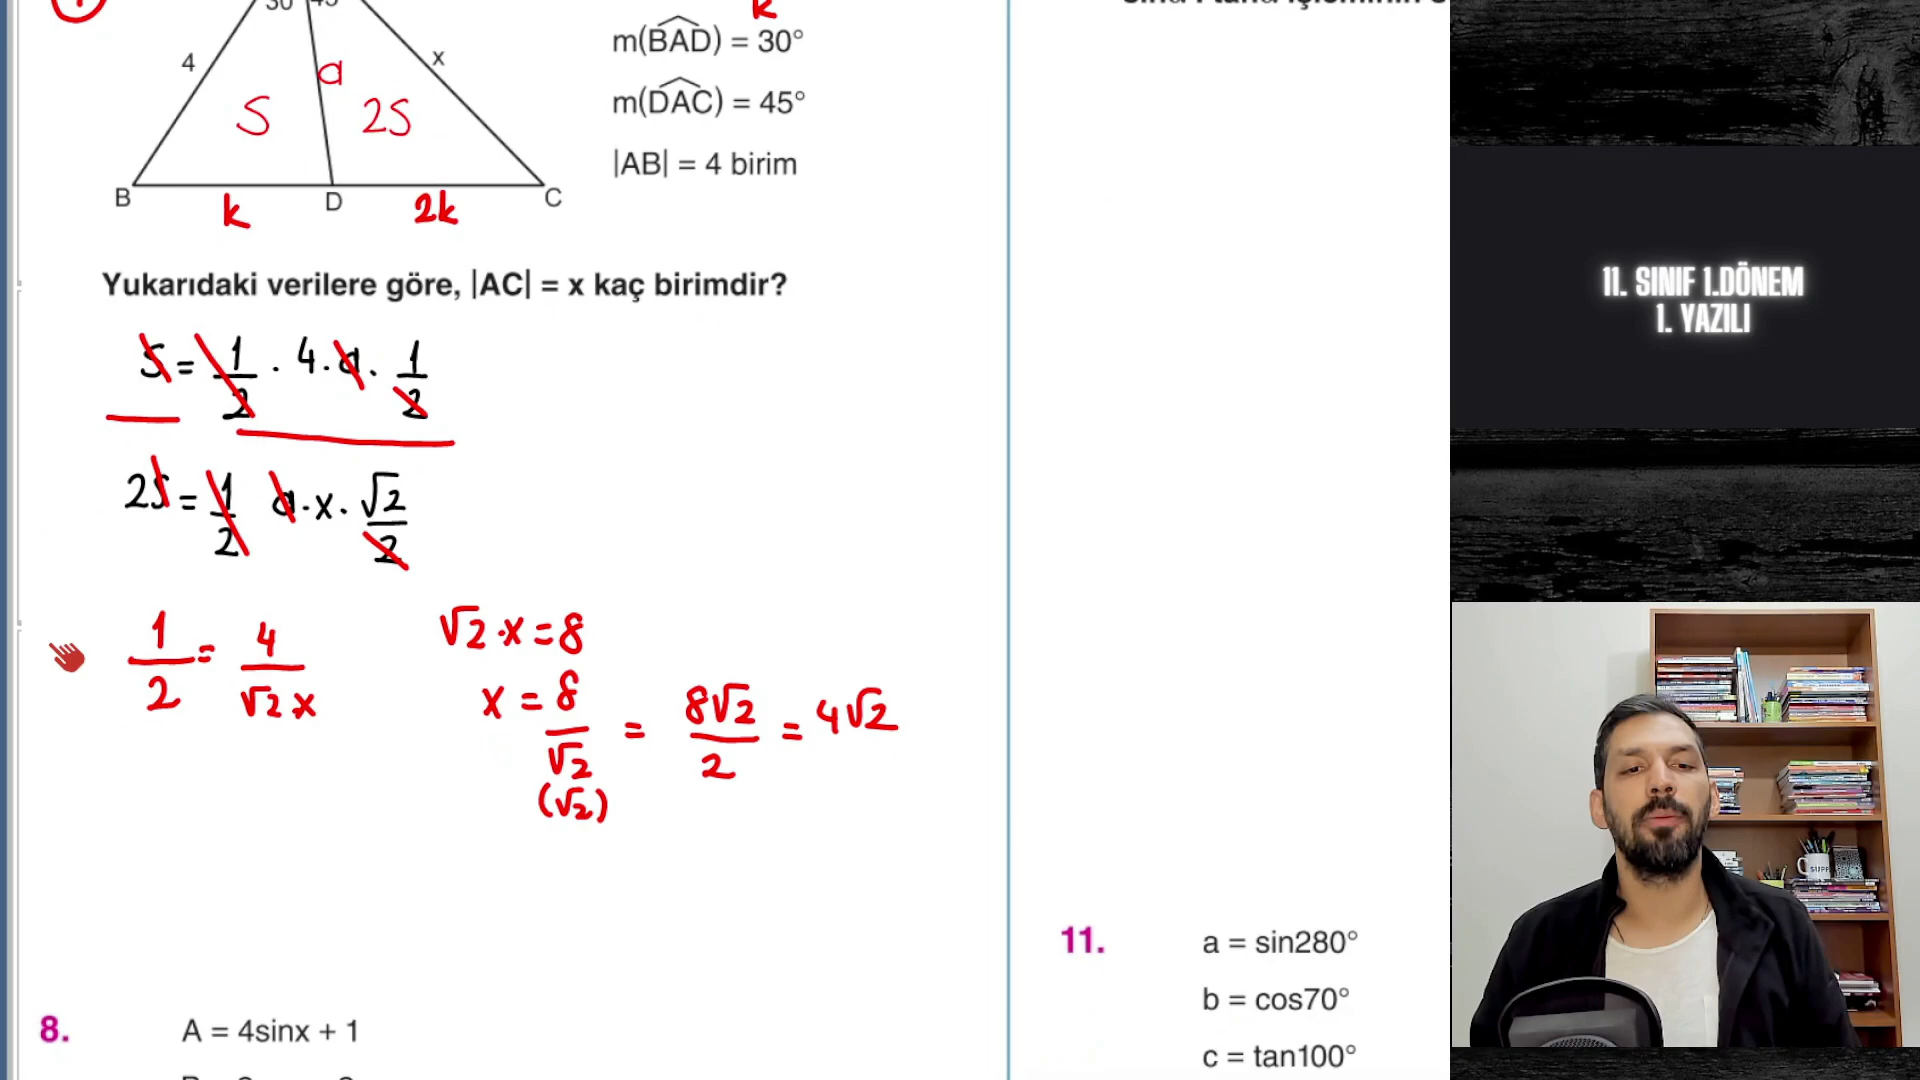 30 45
4
x
a
S
2S
B
D
C
k
2k
k
m(BAD) = 30°
m(DAC) = 45°
|AB| = 4 birim
Yukarıdaki verilere göre, |AC| = x kaç birimdir?
S = 1/2 · 4 · a · 1/2
2S = 1/2 a · x · √2/2
1/2 = 4/√2x
√2 · x = 8
x = 8/√2 = 8√2/2 = 4√2
(√2)
8.
A = 4sinx + 1
11.
a = sin280°
b = cos70°
c = tan100°
11. SINIF 1.DÖNEM
1. YAZILI